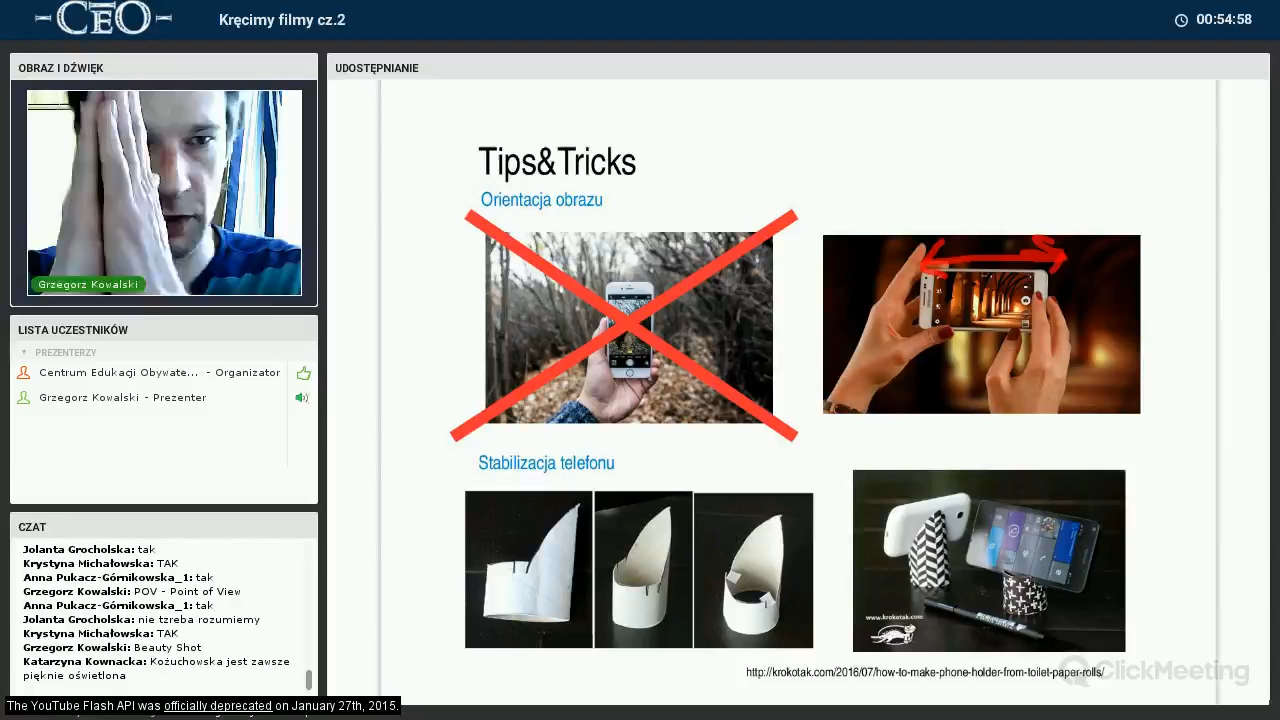 CEO
Kręcimy filmy cz.2
00:54:58
OBRAZ I DŹWIĘK
Grzegorz Kowalski
LISTA UCZESTNIKÓW
PREZENTERZY
Centrum Edukacji Obywate... - Organizator
Grzegorz Kowalski - Prezenter
CZAT
Jolanta Grocholska: tak
Krystyna Michałowska: TAK
Anna Pukacz-Górnikowska_1: tak
Grzegorz Kowalski: POV - Point of View
Anna Pukacz-Górnikowska_1: tak
Jolanta Grocholska: nie tzreba rozumiemy
Krystyna Michałowska: TAK
Grzegorz Kowalski: Beauty Shot
Katarzyna Kownacka: Kożuchowska jest zawsze
pięknie oświetlona
The YouTube Flash API was officially deprecated on January 27th, 2015.
UDOSTĘPNIANIE
Tips&Tricks
Orientacja obrazu
Stabilizacja telefonu
www.krokotak.com
http://krokotak.com/2016/07/how-to-make-phone-holder-from-toilet-paper-rolls/
ClickMeeting